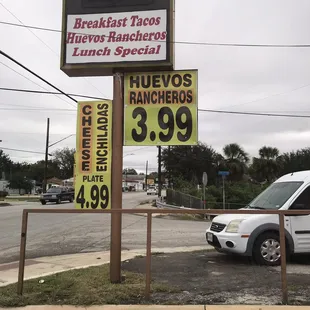 Breakfast Tacos
Huevos Rancheros
Lunch Special
HUEVOS
RANCHEROS
3.99
CHEESE
ENCHILADAS
PLATE
4.99